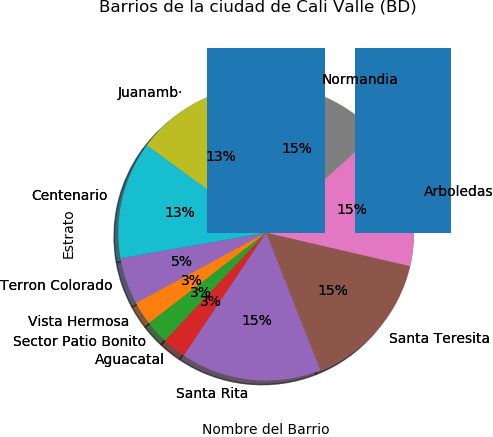 Barrios de la ciudad de Cali Valle (BD)
Normandia
Juanamb·
15%
13%
Arboledas
Centenario
15%
13%
Estrato
5%
Terron Colorado
3%
15%
3%
3%
Vista Hermosa
15%
Santa Teresita
Sector Patio Bonito
Aguacatal
Santa Rita
Nombre del Barrio